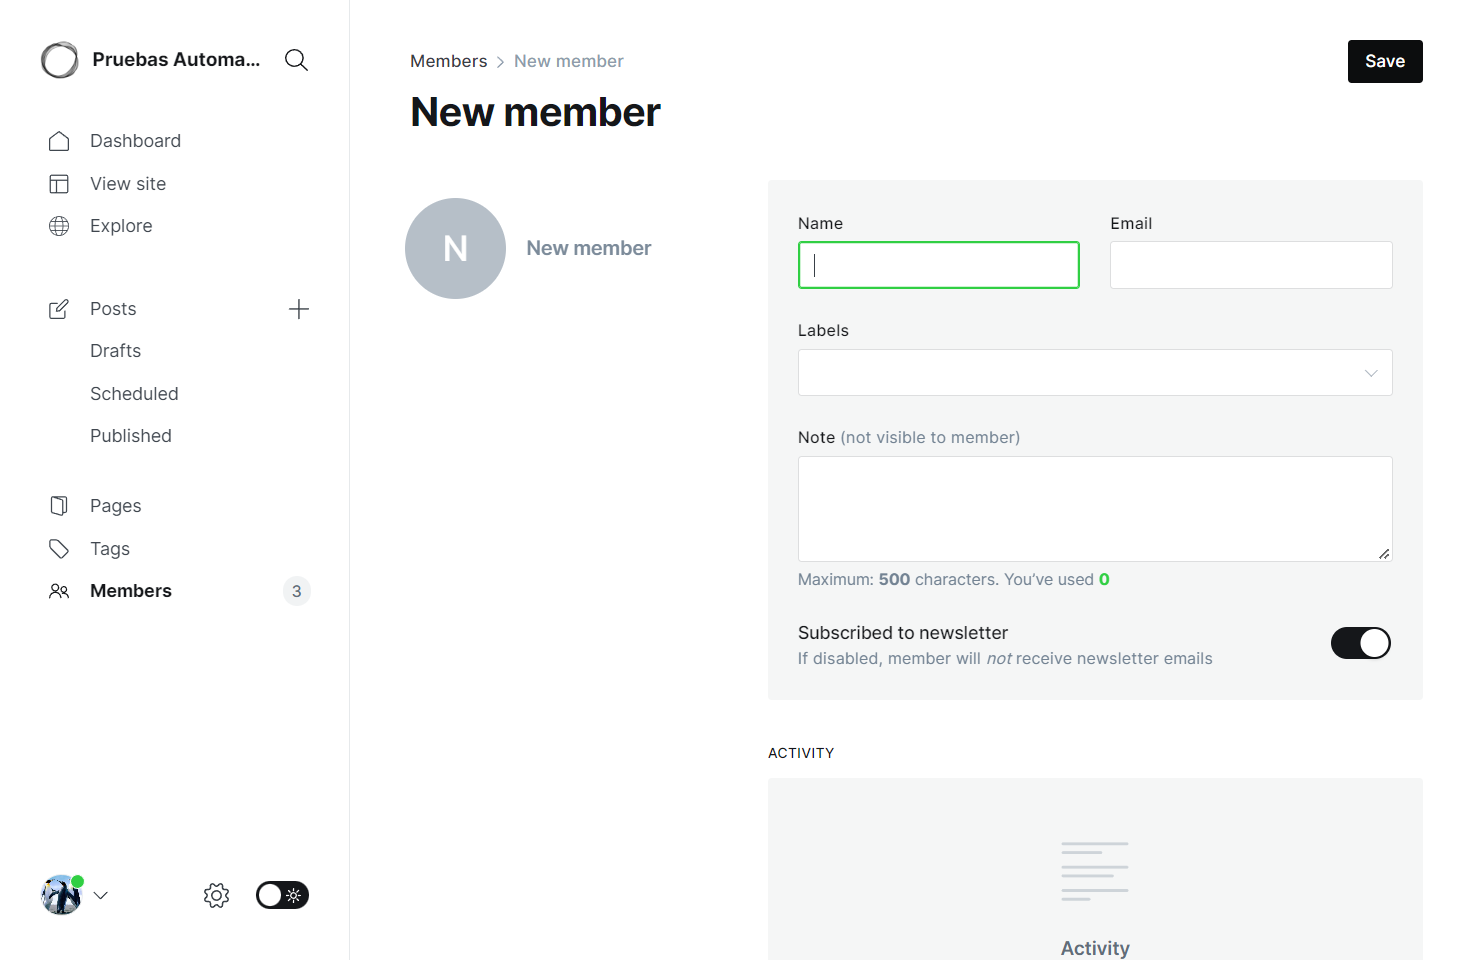 Pruebas Automa...
Dashboard
View site
Explore
Posts
Drafts
Scheduled
Published
Pages
Tags
Members
3
Members > New member
Save
New member
N
New member
Name
Email
Labels
Note (not visible to member)
Maximum: 500 characters. You’ve used 0
Subscribed to newsletter
If disabled, member will not receive newsletter emails
ACTIVITY
Activity